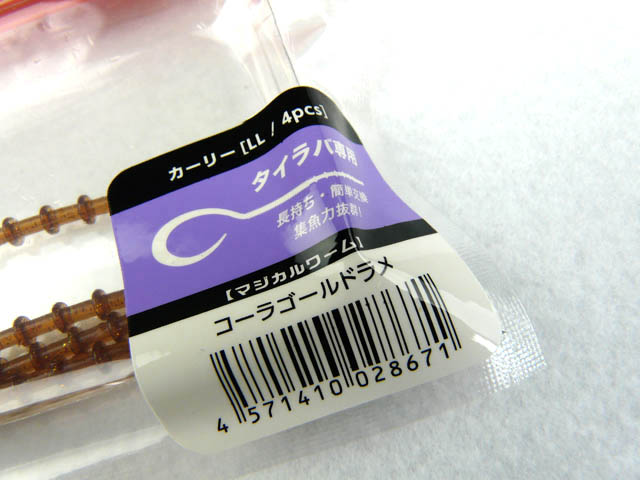 カーリー [LL / 4pcs]
タイラバ専用
長持ち・簡単交換
集魚力抜群!
【マジカルワーム】
コーラゴールドラメ
4 571410 028671